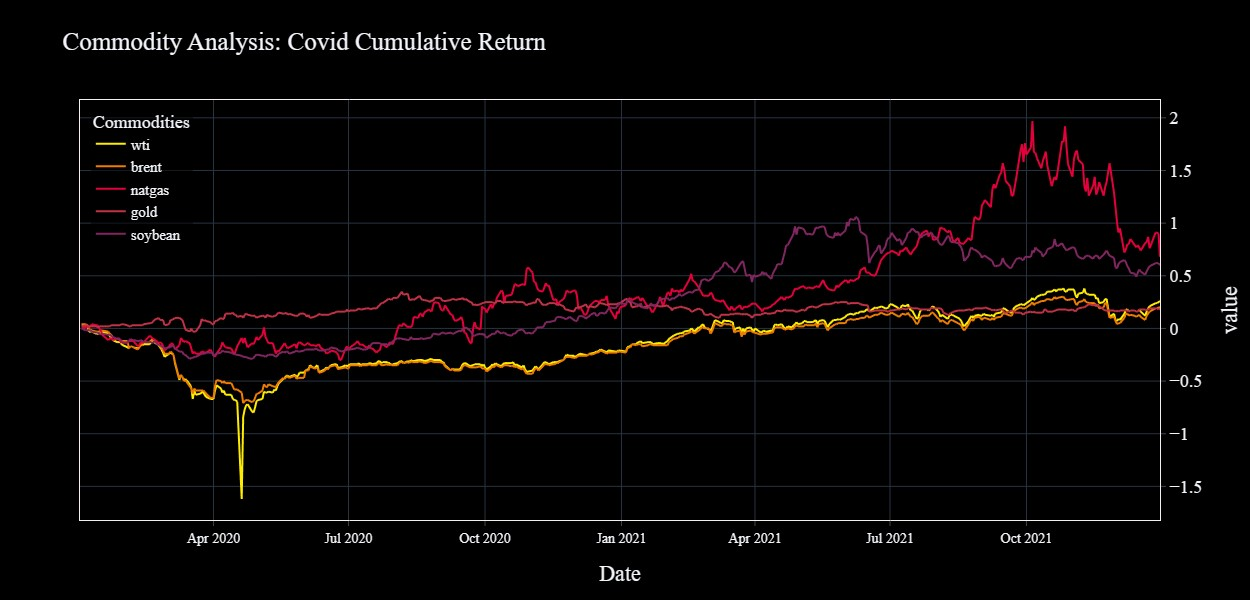 Commodity Analysis: Covid Cumulative Return
Commodities
wti
brent
natgas
gold
soybean
2
1.5
1
0.5
0
−0.5
−1
−1.5
value
Apr 2020 Jul 2020 Oct 2020 Jan 2021 Apr 2021 Jul 2021 Oct 2021
Date